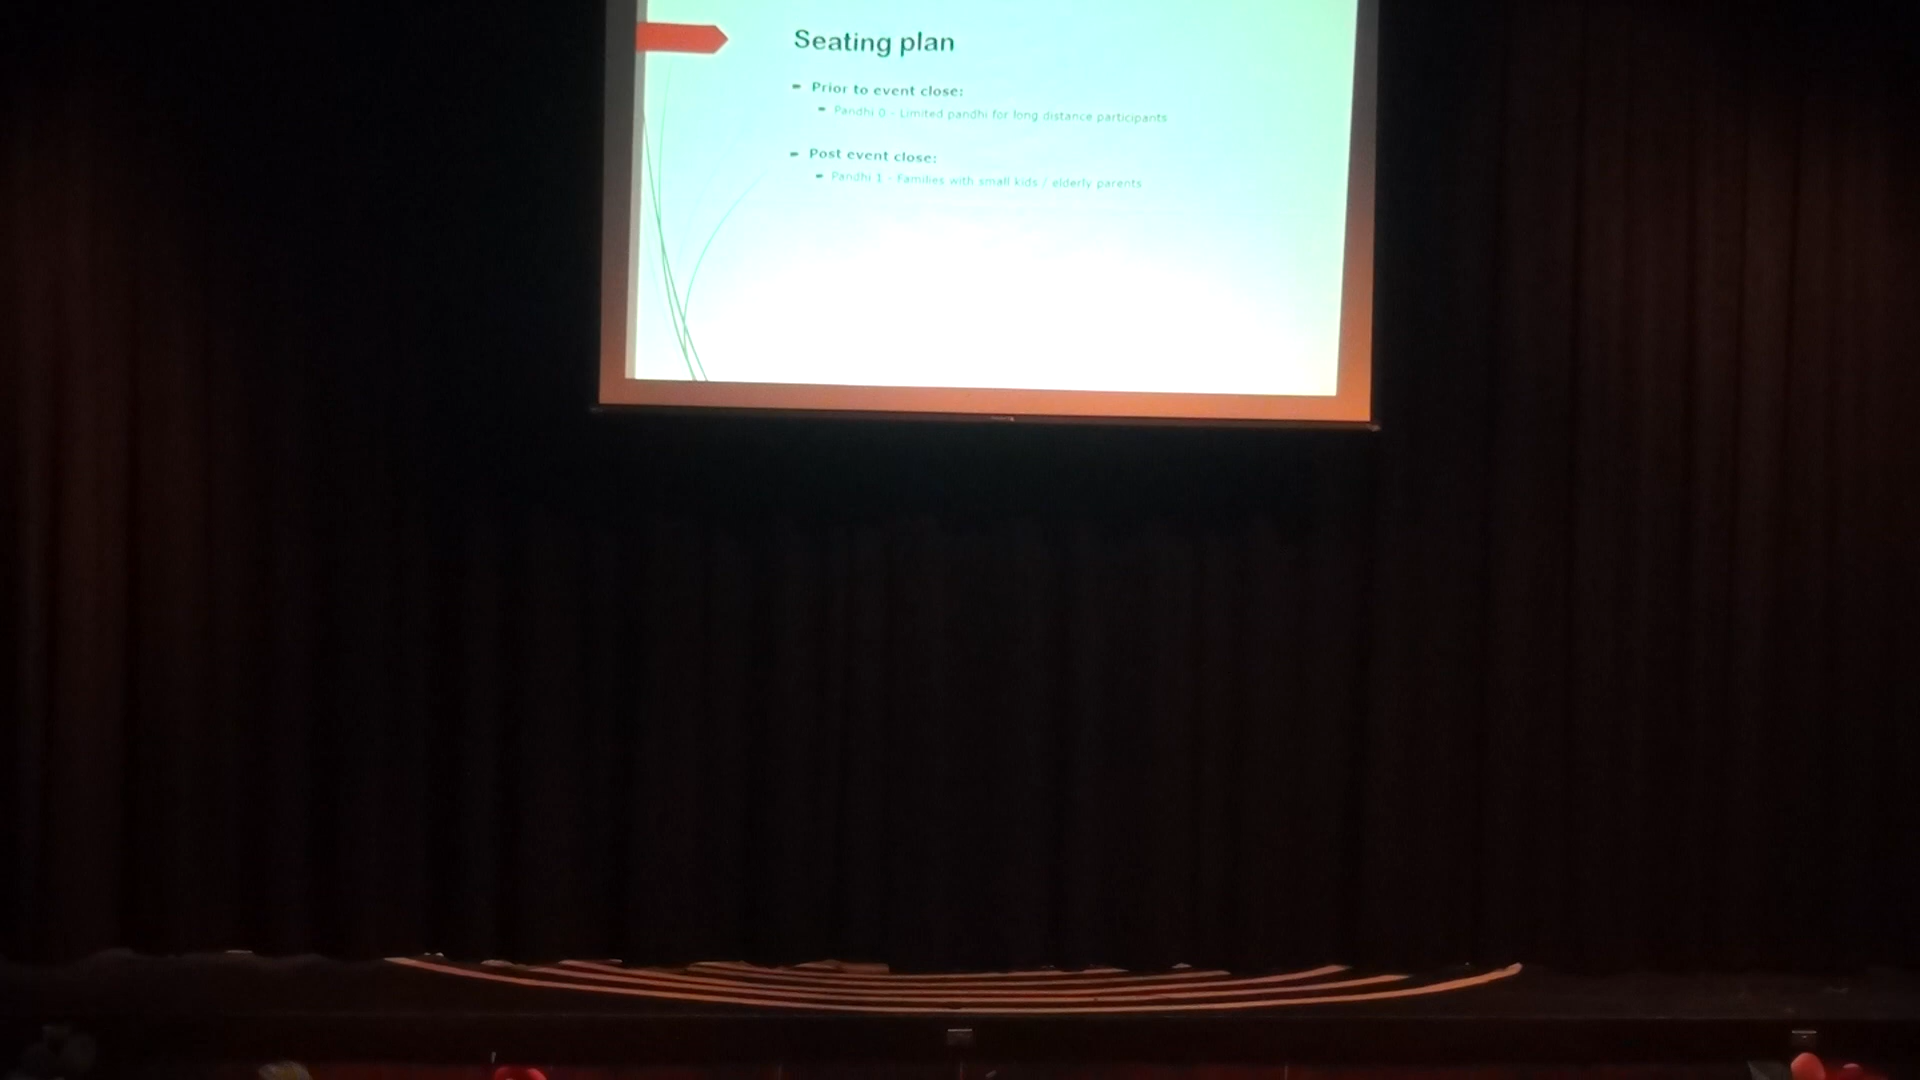 Seating plan
Prior to event close:
Pandhi 0 - Limited pandhi for long distance participants
Post event close:
Pandhi 1 - Families with small kids / elderly parents